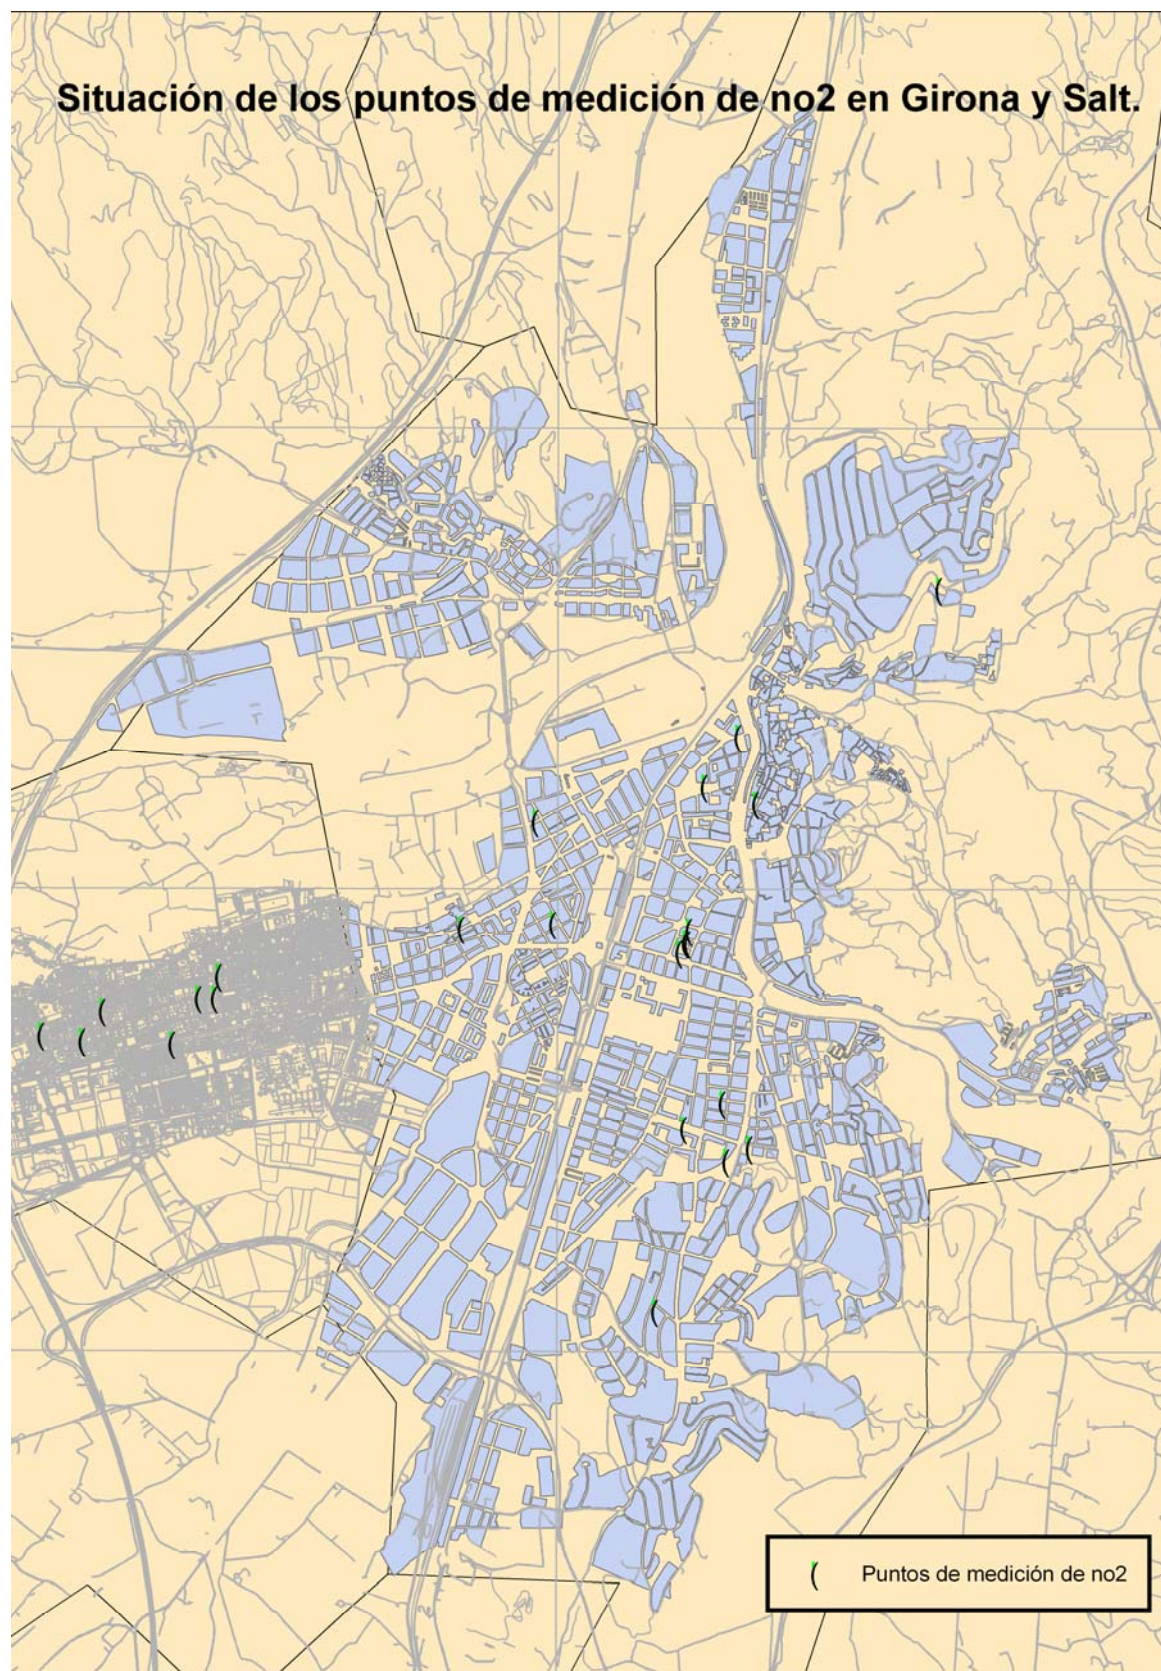 Situación de los puntos de medición de no2 en Girona y Salt.
Puntos de medición de no2